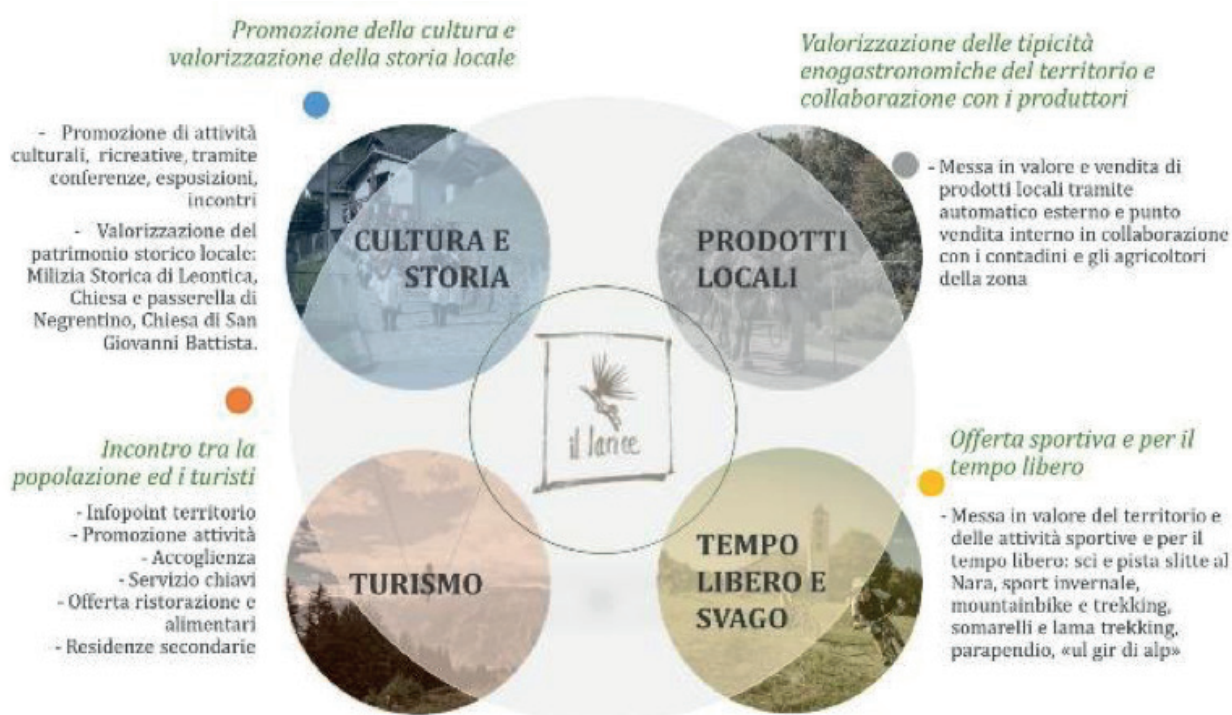 Promozione della cultura e
valorizzazione della storia locale
- Promozione di attività
culturali, ricreative, tramite
conferenze, esposizioni,
incontri
- Valorizzazione del
patrimonio storico locale:
Milizia Storica di Leontica,
Chiesa e passerella di
Negrentino, Chiesa di San
Giovanni Battista.
CULTURA E
STORIA
Valorizzazione delle tipicità
enogastronomiche del territorio e
collaborazione con i produttori
- Messa in valore e vendita di
prodotti locali tramite
automatico esterno e punto
vendita interno in collaborazione
con i contadini e gli agricoltori
della zona
PRODOTTI
LOCALI
il larice
Incontro tra la
popolazione ed i turisti
- Infopoint territorio
- Promozione attività
- Accoglienza
- Servizio chiavi
- Offerta ristorazione e
alimentari
- Residenze secondarie
TURISMO
Offerta sportiva e per il
tempo libero
- Messa in valore del territorio e
delle attività sportive e per il
tempo libero: sci e pista slitte al
Nara, sport invernale,
mountainbike e trekking,
somarelli e lama trekking,
parapendio, «ul gir di alp»
TEMPO
LIBERO E
SVAGO